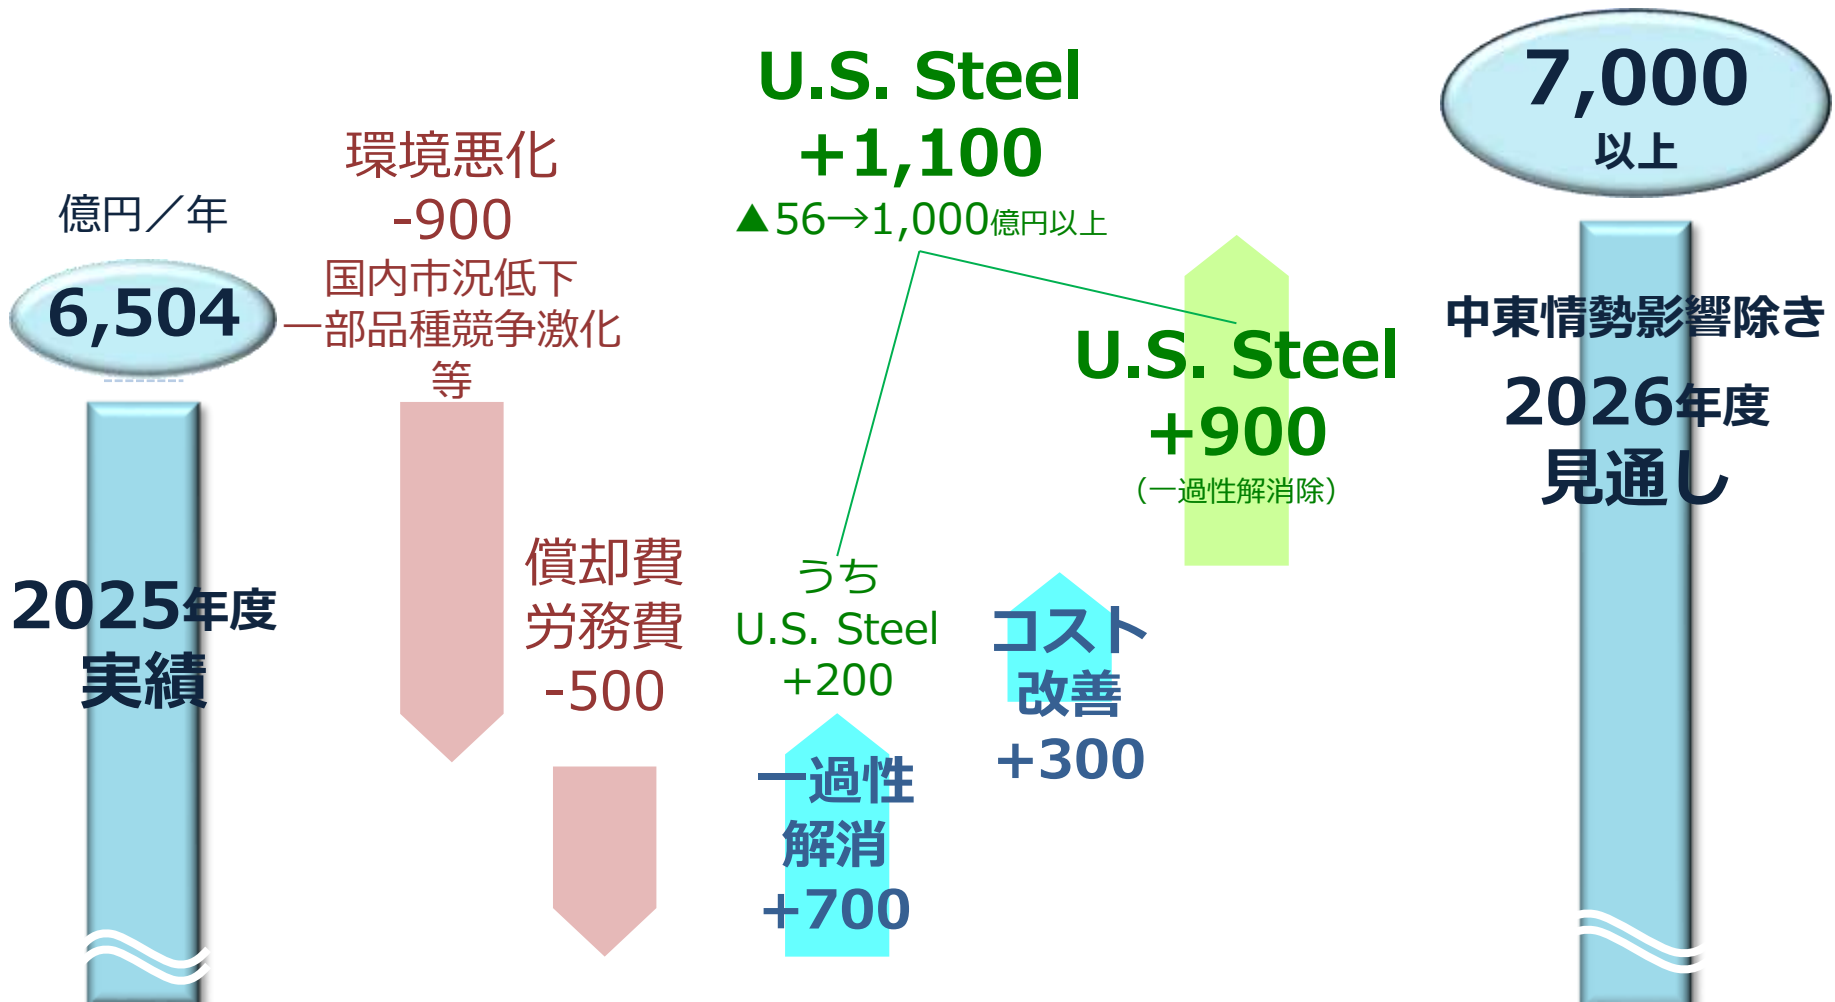 億円／年
6,504
2025年度
実績
環境悪化
-900
国内市況低下
一部品種競争激化
等
償却費
労務費
-500
U.S. Steel
+1,100
▲56→1,000億円以上
うち
U.S. Steel
+200
一過性
解消
+700
コスト
改善
+300
U.S. Steel
+900
（一過性解消除）
7,000
以上
中東情勢影響除き
2026年度
見通し